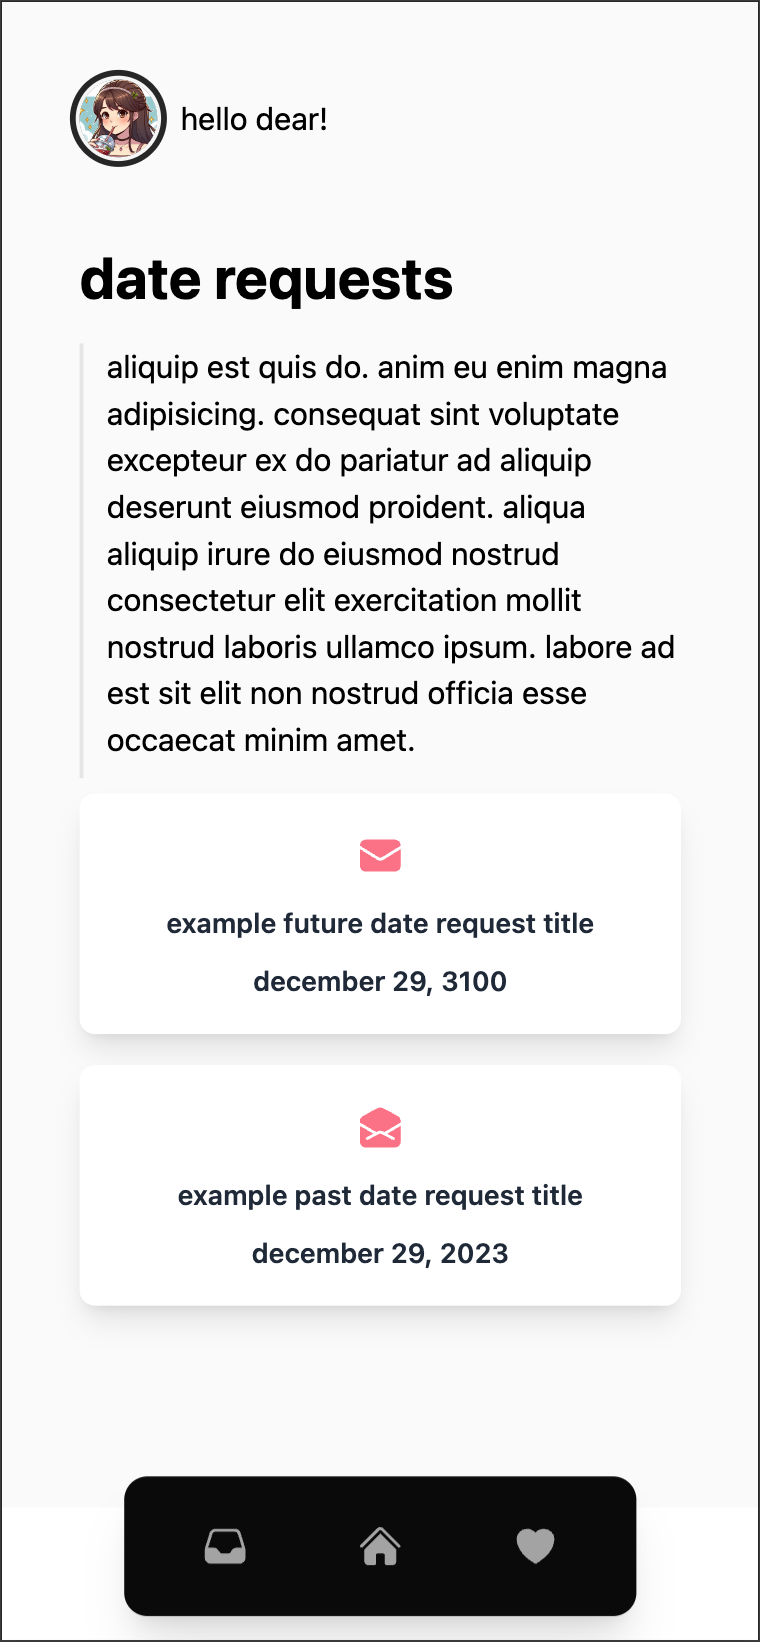 hello dear!
date requests
aliquip est quis do. anim eu enim magna
adipisicing. consequat sint voluptate
excepteur ex do pariatur ad aliquip
deserunt eiusmod proident. aliqua
aliquip irure do eiusmod nostrud
consectetur elit exercitation mollit
nostrud laboris ullamco ipsum. labore ad
est sit elit non nostrud officia esse
occaecat minim amet.
example future date request title
december 29, 3100
example past date request title
december 29, 2023